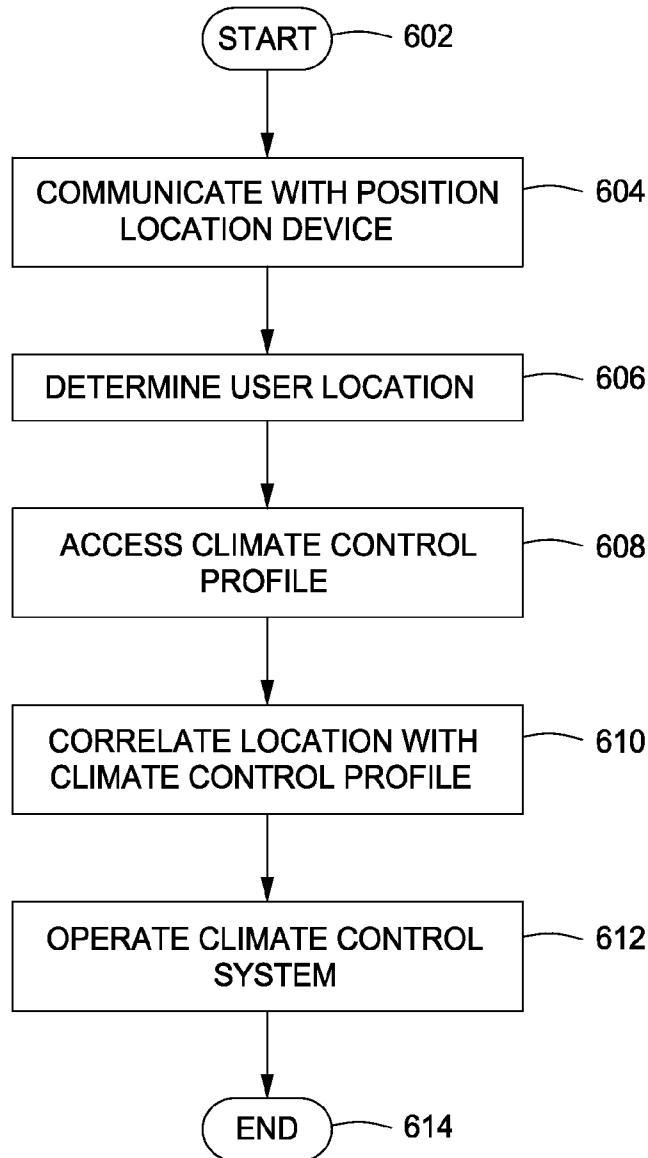 START
602
COMMUNICATE WITH POSITION
LOCATION DEVICE
604
DETERMINE USER LOCATION
606
ACCESS CLIMATE CONTROL
PROFILE
608
CORRELATE LOCATION WITH
CLIMATE CONTROL PROFILE
610
OPERATE CLIMATE CONTROL
SYSTEM
612
END
614